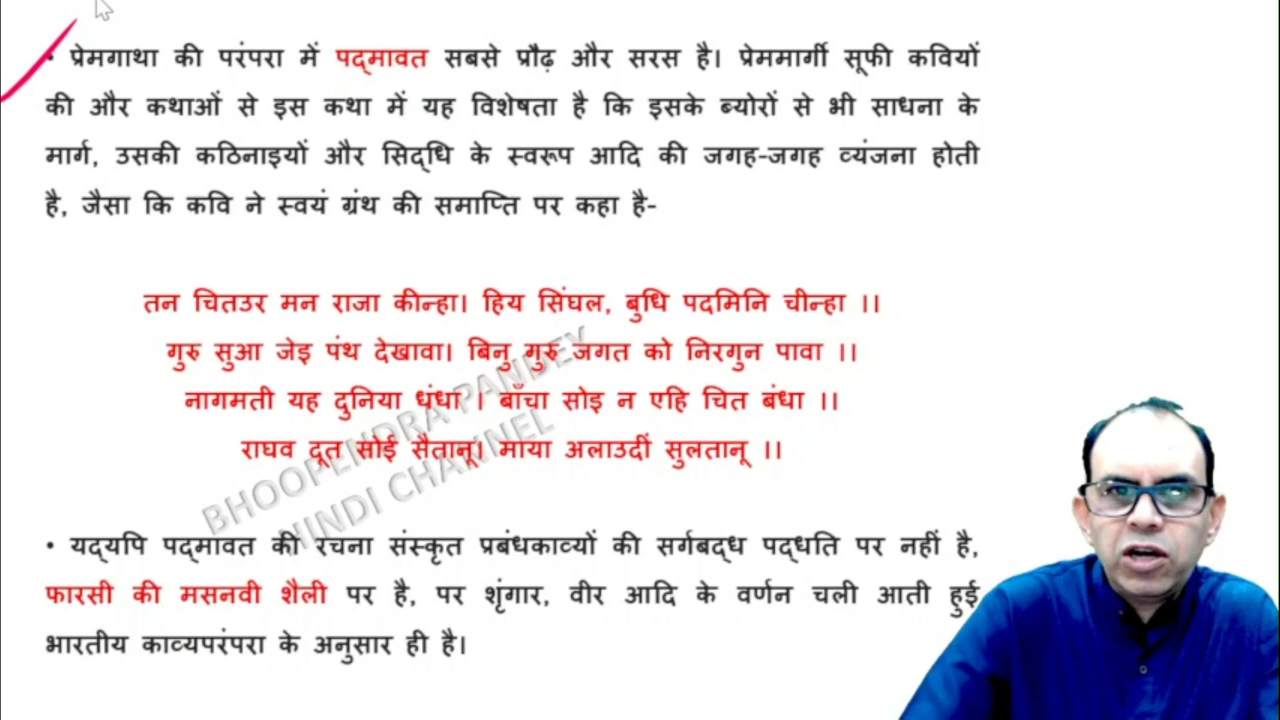 • प्रेमगाथा की परंपरा में पद्मावत सबसे प्रौढ़ और सरस है। प्रेममार्गी सूफी कवियों
की और कथाओं से इस कथा में यह विशेषता है कि इसके ब्योरों से भी साधना के
मार्ग, उसकी कठिनाइयों और सिद्धि के स्वरूप आदि की जगह-जगह व्यंजना होती
है, जैसा कि कवि ने स्वयं ग्रंथ की समाप्ति पर कहा है-
तन चितउर मन राजा कीन्हा। हिय सिंघल, बुधि पदमिनि चीन्हा ।।
गुरु सुआ जेइ पंथ देखावा। बिनु गुरु जगत को निरगुन पावा ।।
नागमती यह दुनिया धंधा । बाँचा सोइ न एहि चित बंधा ।।
राघव दूत सोई सैतानू। माया अलाउदीं सुलतानू ।।
BHOOPENDRA PANDEY
HINDI CHANNEL
• यद्यपि पद्मावत की रचना संस्कृत प्रबंधकाव्यों की सर्गबद्ध पद्धति पर नहीं है,
फारसी की मसनवी शैली पर है, पर शृंगार, वीर आदि के वर्णन चली आती हुई
भारतीय काव्यपरंपरा के अनुसार ही है।